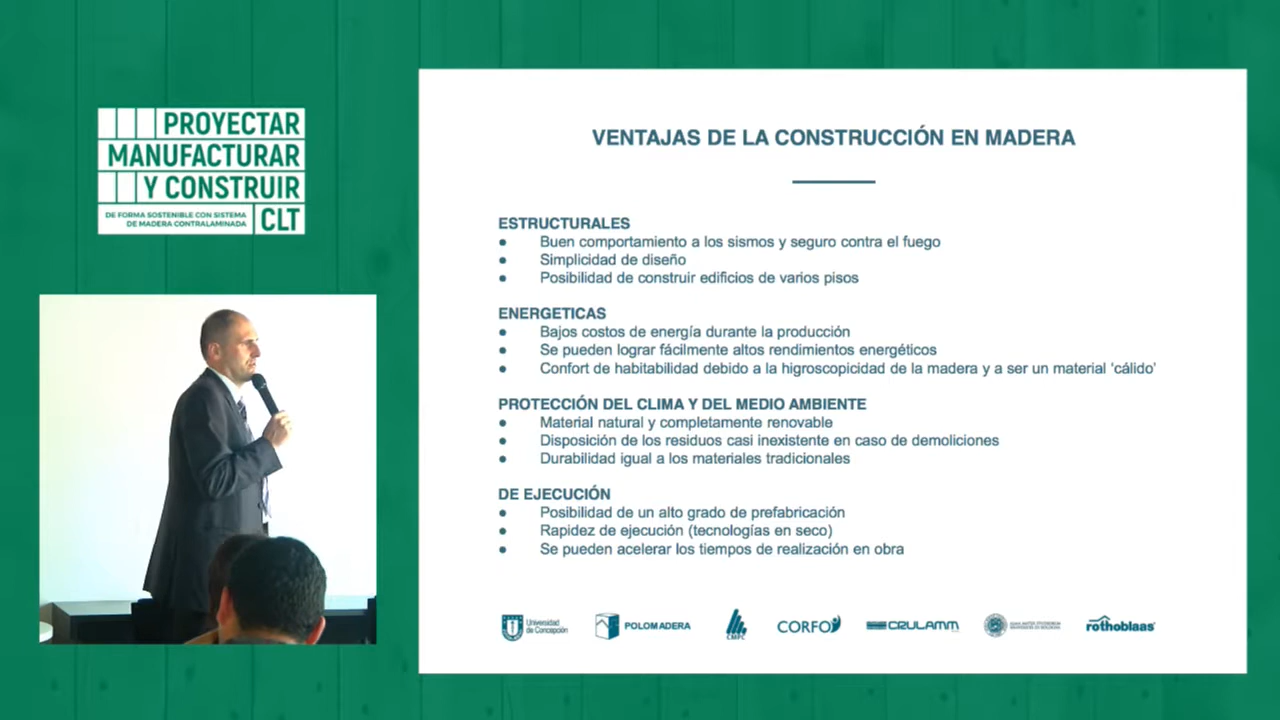 PROYECTAR
MANUFACTURAR
Y CONSTRUIR
DE FORMA SOSTENIBLE CON SISTEMA
DE MADERA CONTRALAMINADA
CLT
VENTAJAS DE LA CONSTRUCCIÓN EN MADERA
ESTRUCTURALES
● Buen comportamiento a los sismos y seguro contra el fuego
● Simplicidad de diseño
● Posibilidad de construir edificios de varios pisos
ENERGETICAS
● Bajos costos de energía durante la producción
● Se pueden lograr fácilmente altos rendimientos energéticos
● Confort de habitabilidad debido a la higroscopicidad de la madera y a ser un material 'cálido'
PROTECCIÓN DEL CLIMA Y DEL MEDIO AMBIENTE
● Material natural y completamente renovable
● Disposición de los residuos casi inexistente en caso de demoliciones
● Durabilidad igual a los materiales tradicionales
DE EJECUCIÓN
● Posibilidad de un alto grado de prefabricación
● Rapidez de ejecución (tecnologías en seco)
● Se pueden acelerar los tiempos de realización en obra
Universidad
de Concepción
POLOMADERA
CMPC
CORFO
CRULAMM
rothoblaas